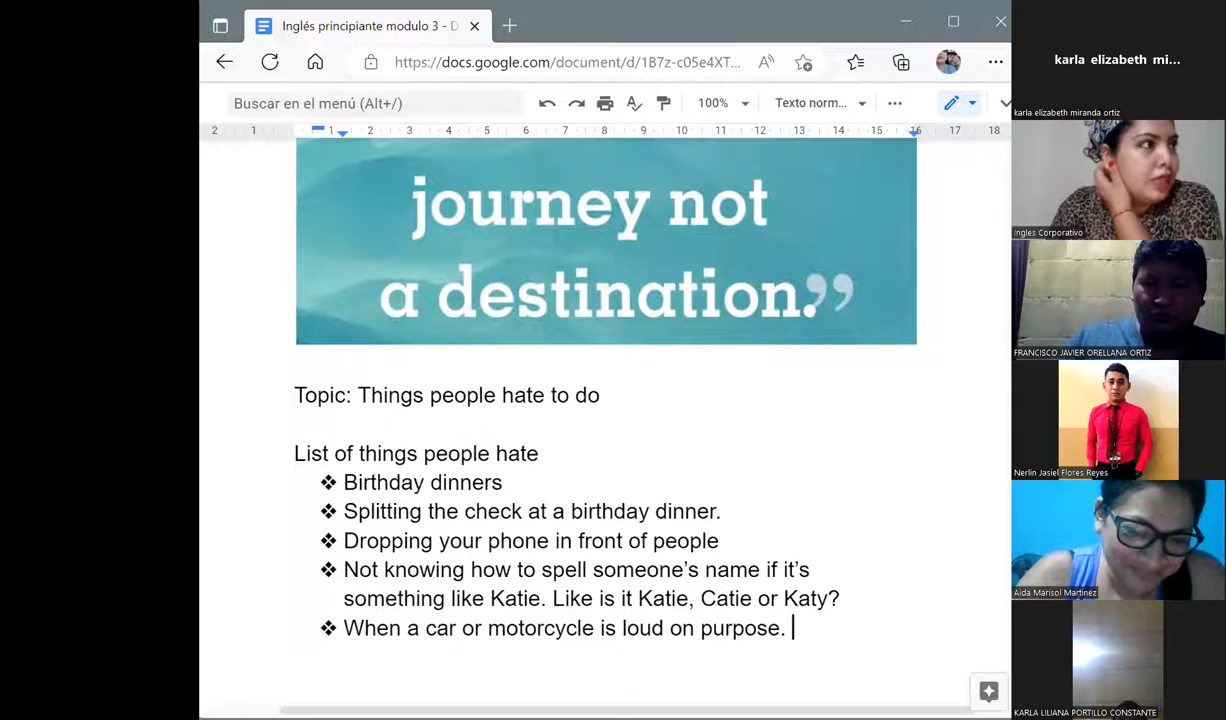 Inglés principiante modulo 3 - D
https://docs.google.com/document/d/1B7z-c05e4XT...
Buscar en el menú (Alt+/)
100%
Texto norm...
2 1 1 2 3 4 5 6 7 8 9 10 11 12 13 14 15 16 17 18
journey not
a destination.”
Topic: Things people hate to do
List of things people hate
❖ Birthday dinners
❖ Splitting the check at a birthday dinner.
❖ Dropping your phone in front of people
❖ Not knowing how to spell someone’s name if it’s
something like Katie. Like is it Katie, Catie or Katy?
❖ When a car or motorcycle is loud on purpose.
karla elizabeth mi...
karla elizabeth miranda ortiz
Ingles Corporativo
FRANCISCO JAVIER ORELLANA ORTIZ
Nerlin Jasiel Flores Reyes
Aida Marisol Martinez
KARLA LILIANA PORTILLO CONSTANTE